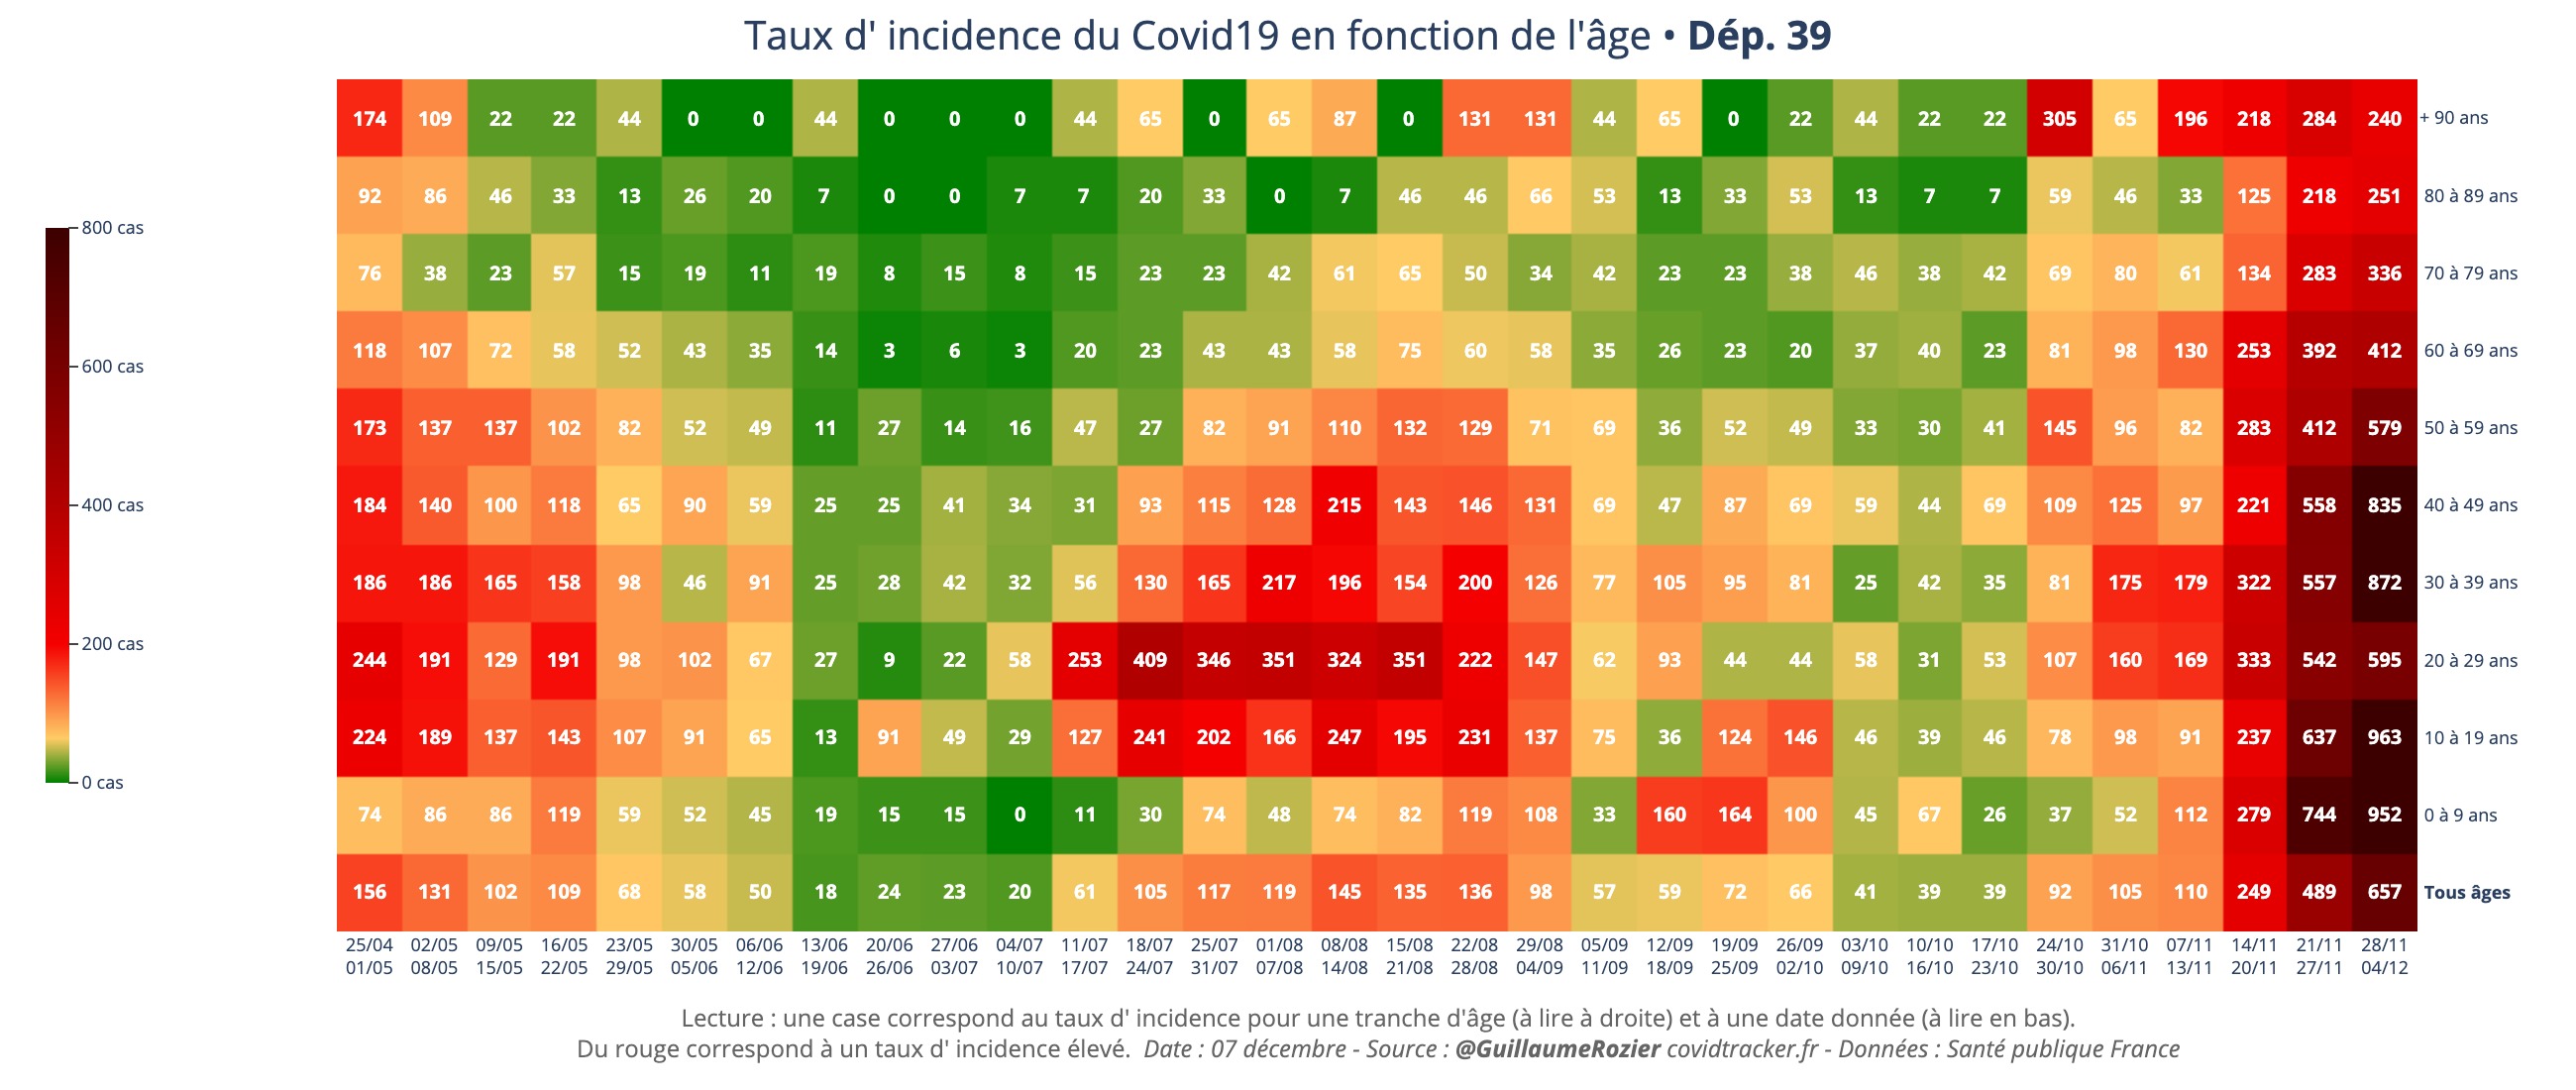 Taux d' incidence du Covid19 en fonction de l'âge • Dép. 39
800 cas
600 cas
400 cas
200 cas
0 cas
174 109 22 22 44 0 0 44 0 0 0 44 65 0 65 87 0 131 131 44 65 0 22 44 22 22 305 65 196 218 284 240 + 90 ans
92 86 46 33 13 26 20 7 0 0 7 7 20 33 0 7 46 46 66 53 13 33 53 13 7 7 59 46 33 125 218 251 80 à 89 ans
76 38 23 57 15 19 11 19 8 15 8 15 23 23 42 61 65 50 34 42 23 23 38 46 38 42 69 80 61 134 283 336 70 à 79 ans
118 107 72 58 52 43 35 14 3 6 3 20 23 43 43 58 75 60 58 35 26 23 20 37 40 23 81 98 130 253 392 412 60 à 69 ans
173 137 137 102 82 52 49 11 27 14 16 47 27 82 91 110 132 129 71 69 36 52 49 33 30 41 145 96 82 283 412 579 50 à 59 ans
184 140 100 118 65 90 59 25 25 41 34 31 93 115 128 215 143 146 131 69 47 87 69 59 44 69 109 125 97 221 558 835 40 à 49 ans
186 186 165 158 98 46 91 25 28 42 32 56 130 165 217 196 154 200 126 77 105 95 81 25 42 35 81 175 179 322 557 872 30 à 39 ans
244 191 129 191 98 102 67 27 9 22 58 253 409 346 351 324 351 222 147 62 93 44 44 58 31 53 107 160 169 333 542 595 20 à 29 ans
224 189 137 143 107 91 65 13 91 49 29 127 241 202 166 247 195 231 137 75 36 124 146 46 39 46 78 98 91 237 637 963 10 à 19 ans
74 86 86 119 59 52 45 19 15 15 0 11 30 74 48 74 82 119 108 33 160 164 100 45 67 26 37 52 112 279 744 952 0 à 9 ans
156 131 102 109 68 58 50 18 24 23 20 61 105 117 119 145 135 136 98 57 59 72 66 41 39 39 92 105 110 249 489 657 Tous âges
25/04 02/05 09/05 16/05 23/05 30/05 06/06 13/06 20/06 27/06 04/07 11/07 18/07 25/07 01/08 08/08 15/08 22/08 29/08 05/09 12/09 19/09 26/09 03/10 10/10 17/10 24/10 31/10 07/11 14/11 21/11 28/11
01/05 08/05 15/05 22/05 29/05 05/06 12/06 19/06 26/06 03/07 10/07 17/07 24/07 31/07 07/08 14/08 21/08 28/08 04/09 11/09 18/09 25/09 02/10 09/10 16/10 23/10 30/10 06/11 13/11 20/11 27/11 04/12
Lecture : une case correspond au taux d' incidence pour une tranche d'âge (à lire à droite) et à une date donnée (à lire en bas).
Du rouge correspond à un taux d' incidence élevé. Date : 07 décembre - Source : @GuillaumeRozier covidtracker.fr - Données : Santé publique France